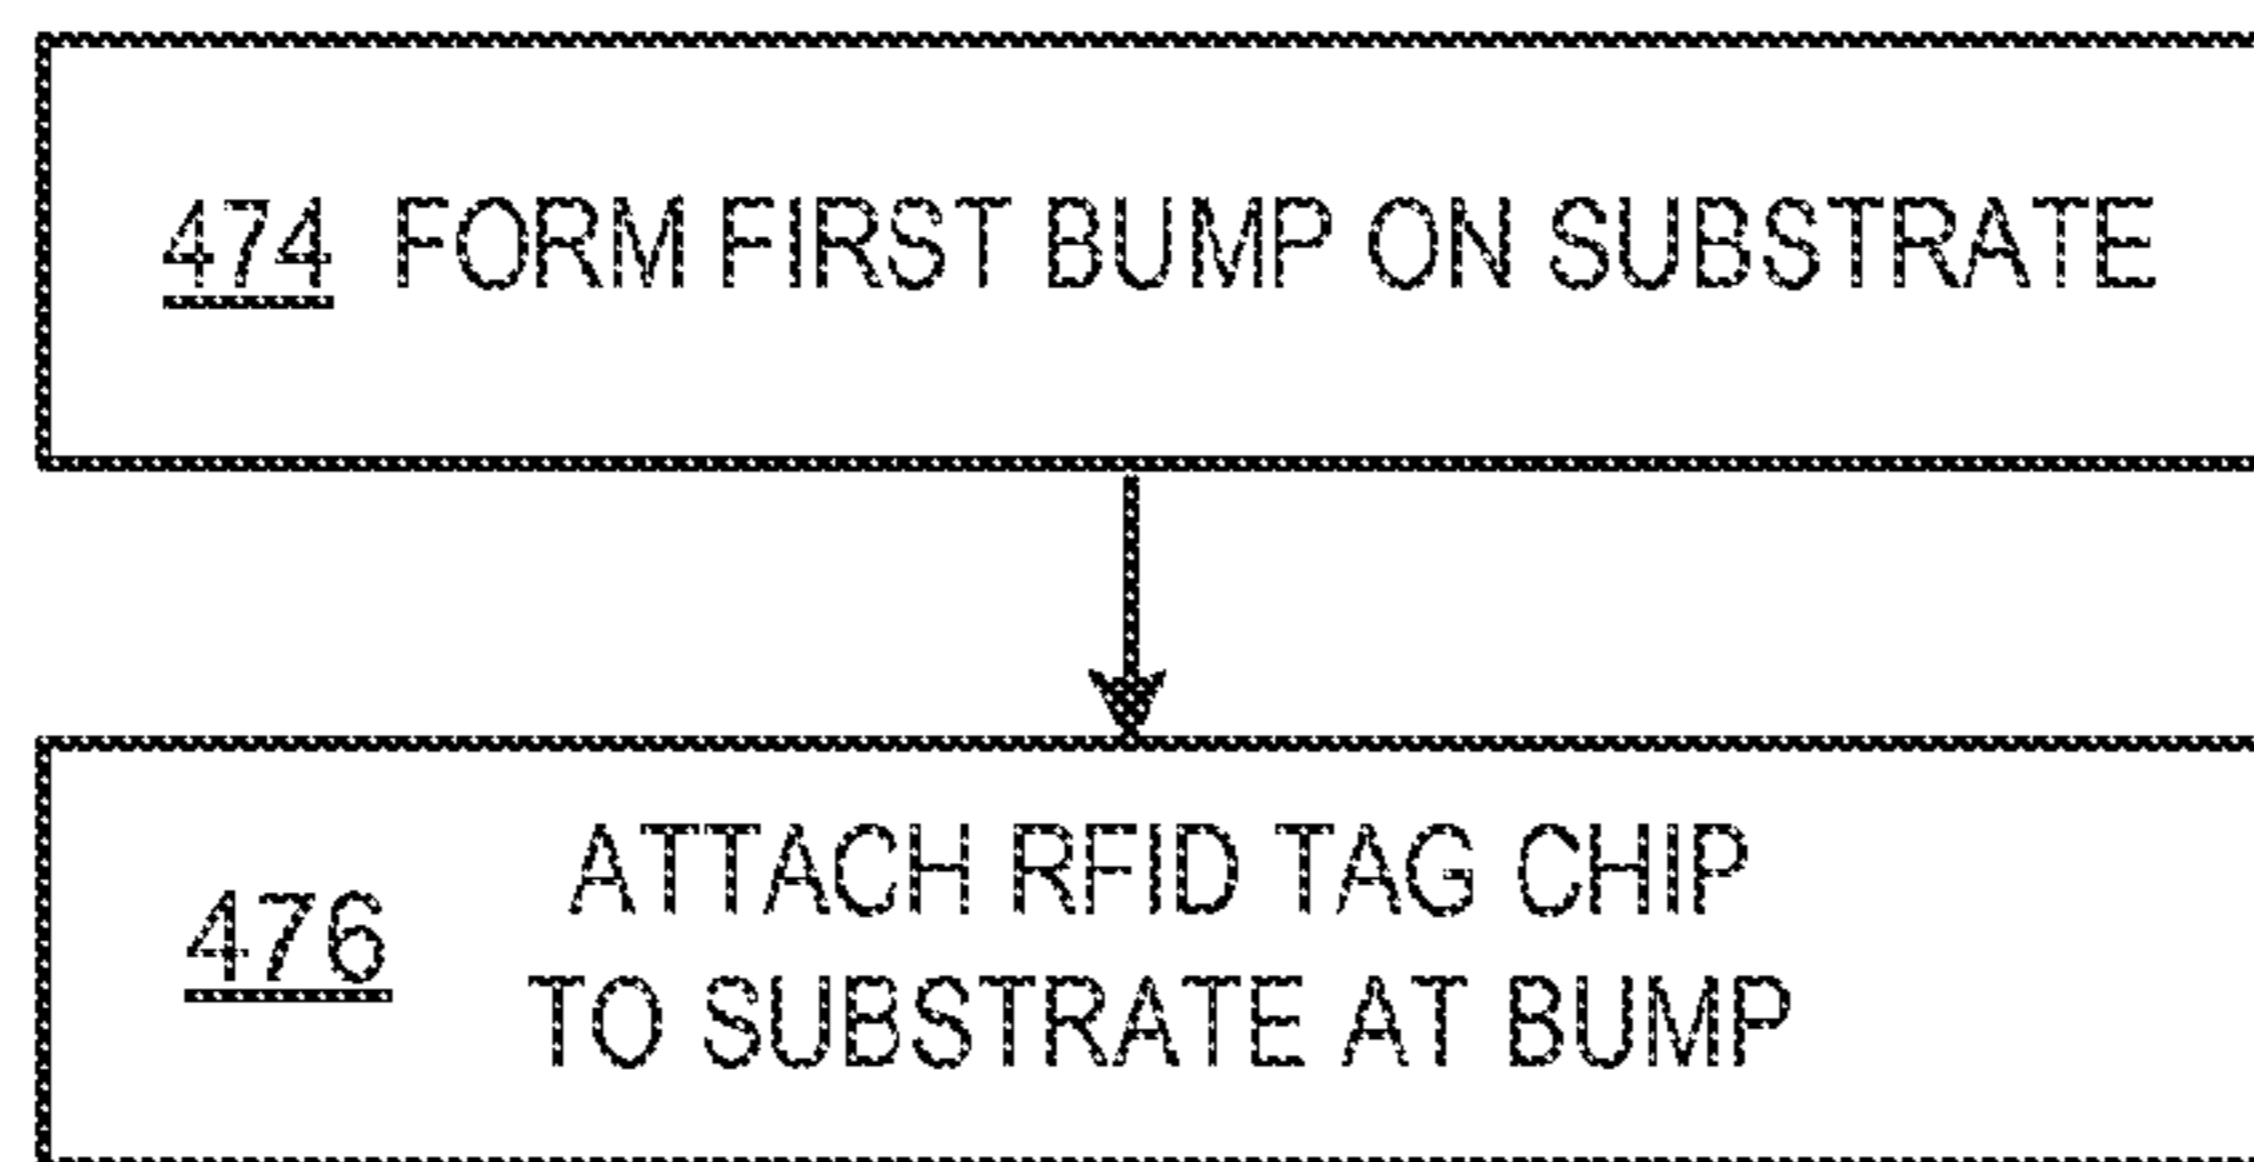 474 FORM FIRST BUMP ON SUBSTRATE
476 ATTACH RFID TAG CHIP
TO SUBSTRATE AT BUMP